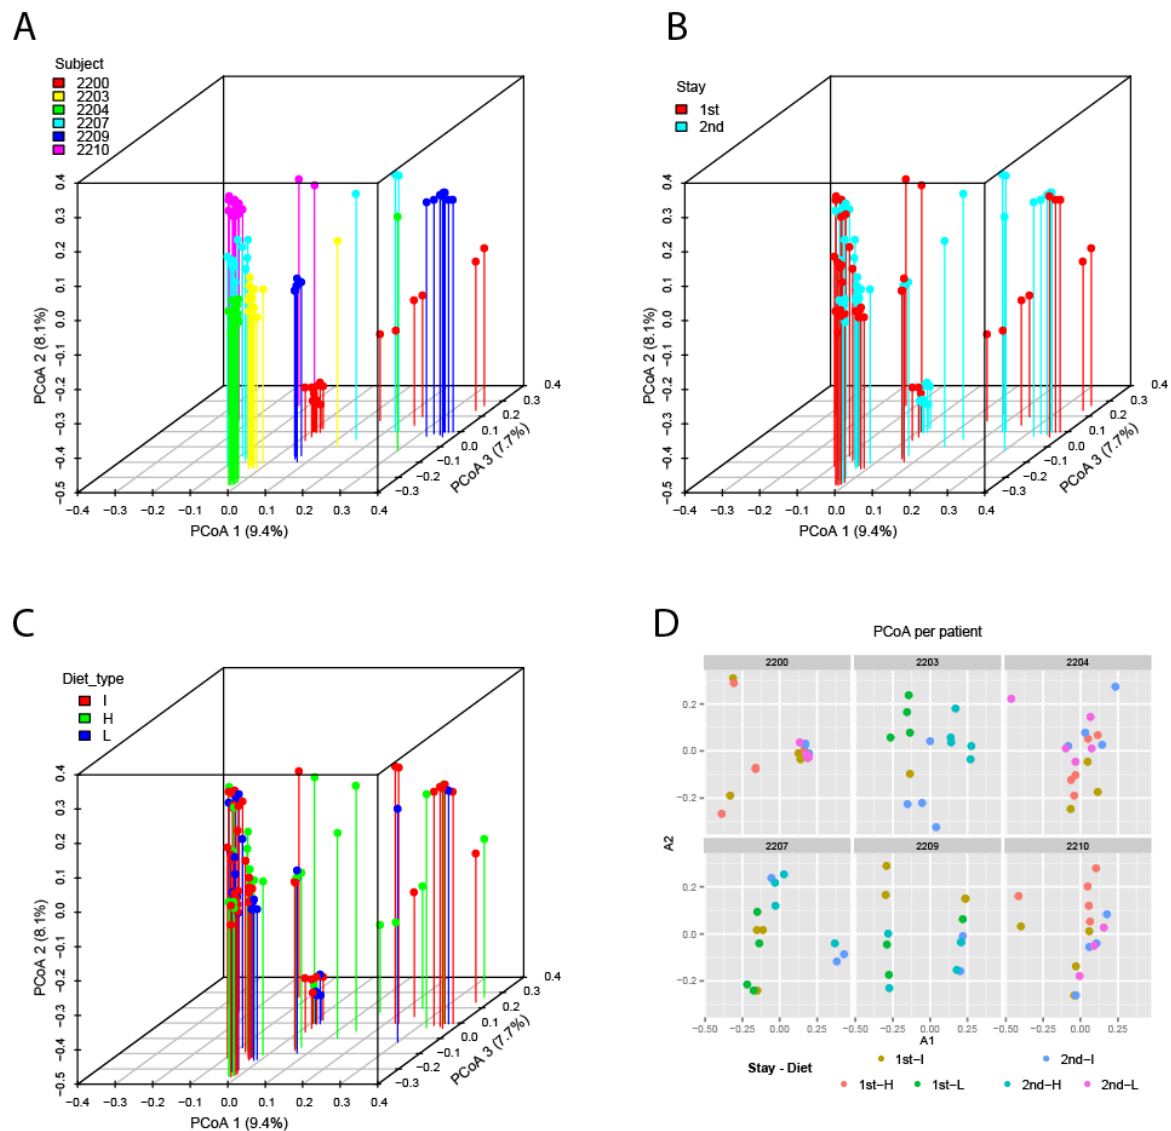 A
Subject
2200
2203
2204
2207
2209
2210
0.4
0.3
0.2
0.1
0.0
−0.1
−0.2
−0.3
−0.4
−0.5
PCoA 2 (8.1%)
−0.4 −0.3 −0.2 −0.1 0.0 0.1 0.2 0.3 0.4
PCoA 1 (9.4%)
−0.3
−0.2
−0.1
0.0
0.1
0.2
0.3
0.4
PCoA 3 (7.7%)
B
Stay
1st
2nd
0.4
0.3
0.2
0.1
0.0
−0.1
−0.2
−0.3
−0.4
−0.5
PCoA 2 (8.1%)
−0.4 −0.3 −0.2 −0.1 0.0 0.1 0.2 0.3 0.4
PCoA 1 (9.4%)
−0.3
−0.2
−0.1
0.0
0.1
0.2
0.3
0.4
PCoA 3 (7.7%)
C
Diet_type
I
H
L
0.4
0.3
0.2
0.1
0.0
−0.1
−0.2
−0.3
−0.4
−0.5
PCoA 2 (8.1%)
−0.4 −0.3 −0.2 −0.1 0.0 0.1 0.2 0.3 0.4
PCoA 1 (9.4%)
−0.3
−0.2
−0.1
0.0
0.1
0.2
0.3
0.4
PCoA 3 (7.7%)
D
PCoA per patient
2200 2203 2204
0.2
0.0
−0.2
A2
2207 2209 2210
0.2
0.0
−0.2
−0.50 −0.25 0.00 0.25 −0.50 −0.25 0.00 0.25 −0.50 −0.25 0.00 0.25
A1
Stay - Diet
1st−I 2nd−I
1st−H 1st−L 2nd−H 2nd−L